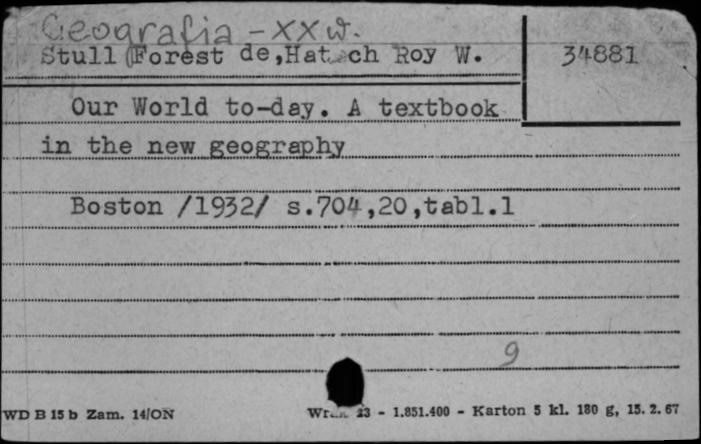 Geografia - XX w.
Stull (Forest de,Hatch Roy W. 34881
Our World to-day. A textbook
in the new geography
Boston /1932/ s.704,20,tabl.1
9
WD B 15 b Zam. 14/ON 23 - 1.851.400 - Karton 5 kl. 180 g, 15. 2. 67